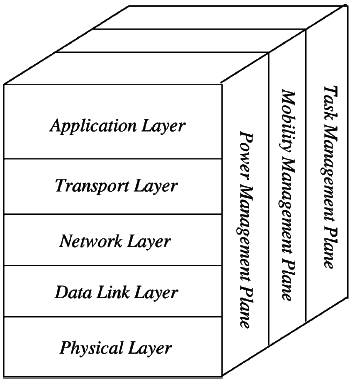 Application Layer
Transport Layer
Network Layer
Data Link Layer
Physical Layer
Power Management Plane
Mobility Management Plane
Task Management Plane